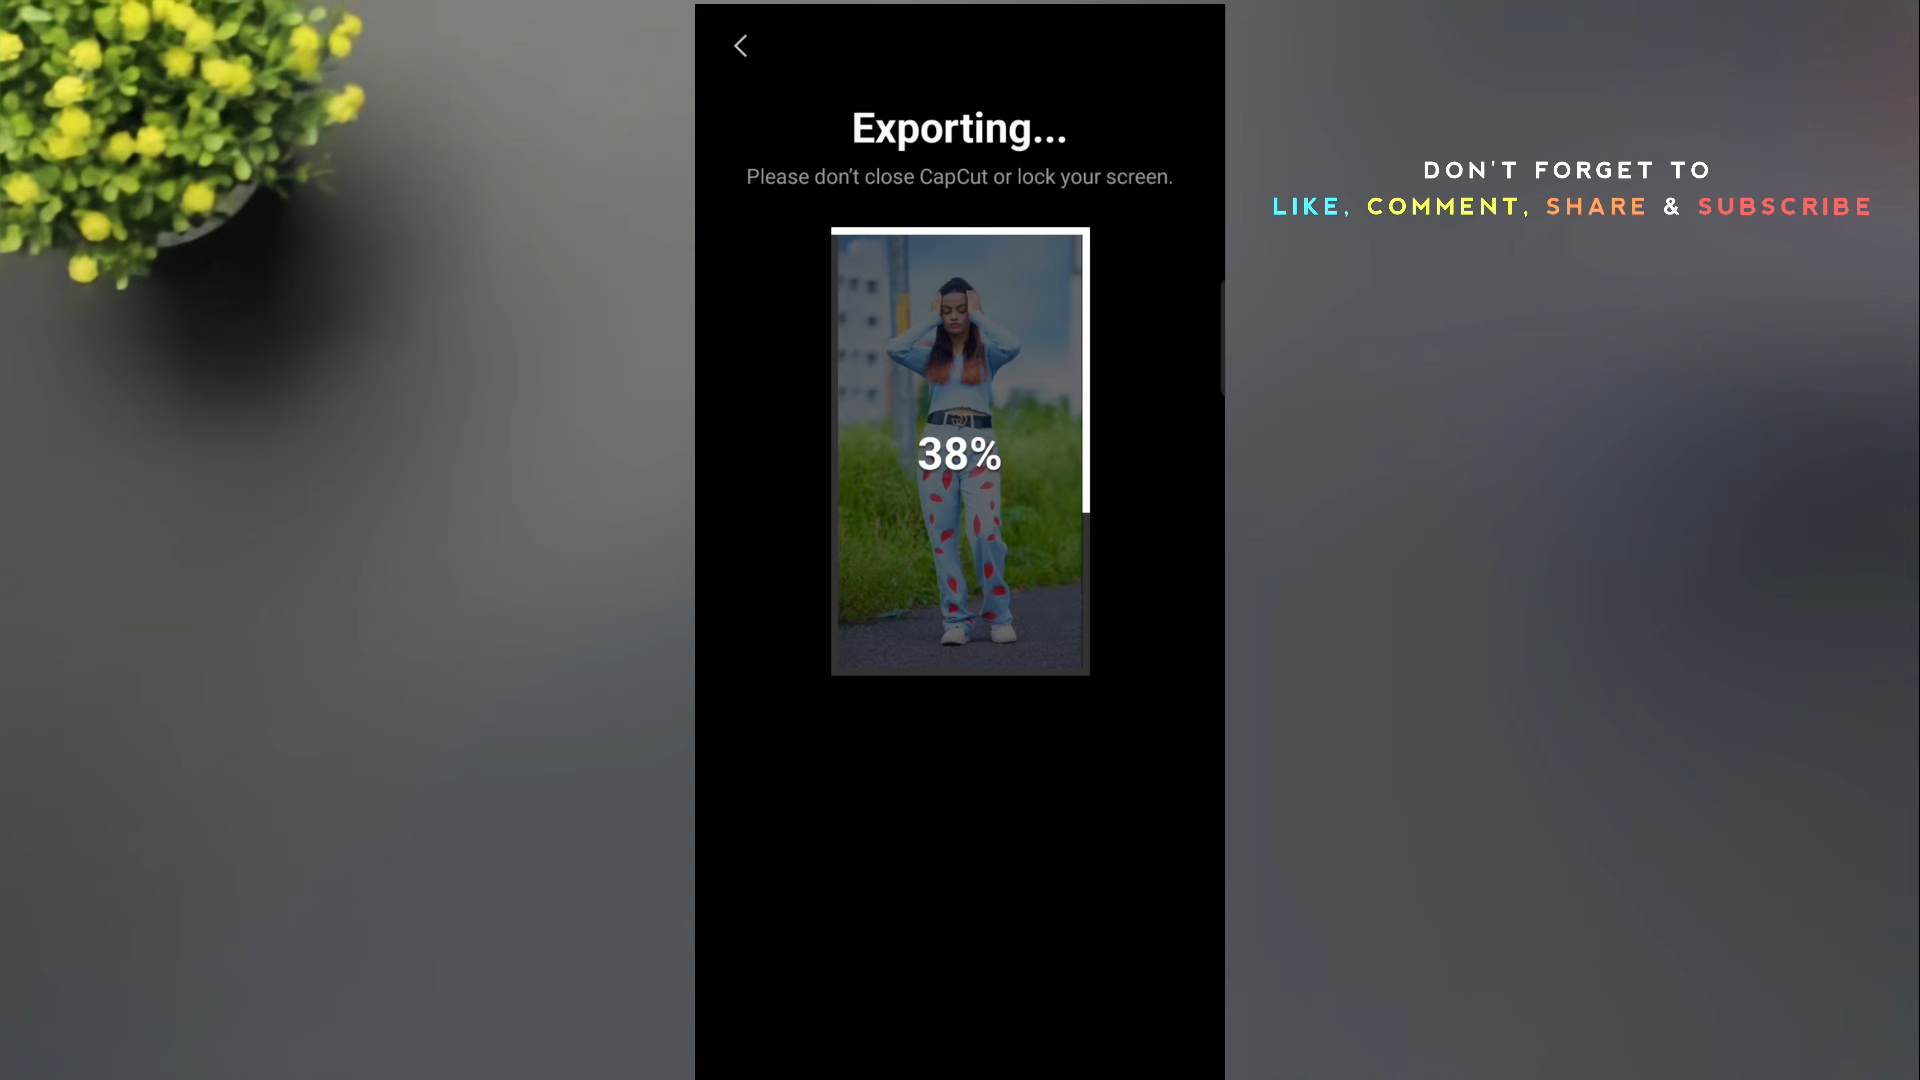 Exporting...
Please don't close CapCut or lock your screen.
38%
DON'T FORGET TO
LIKE, COMMENT, SHARE & SUBSCRIBE